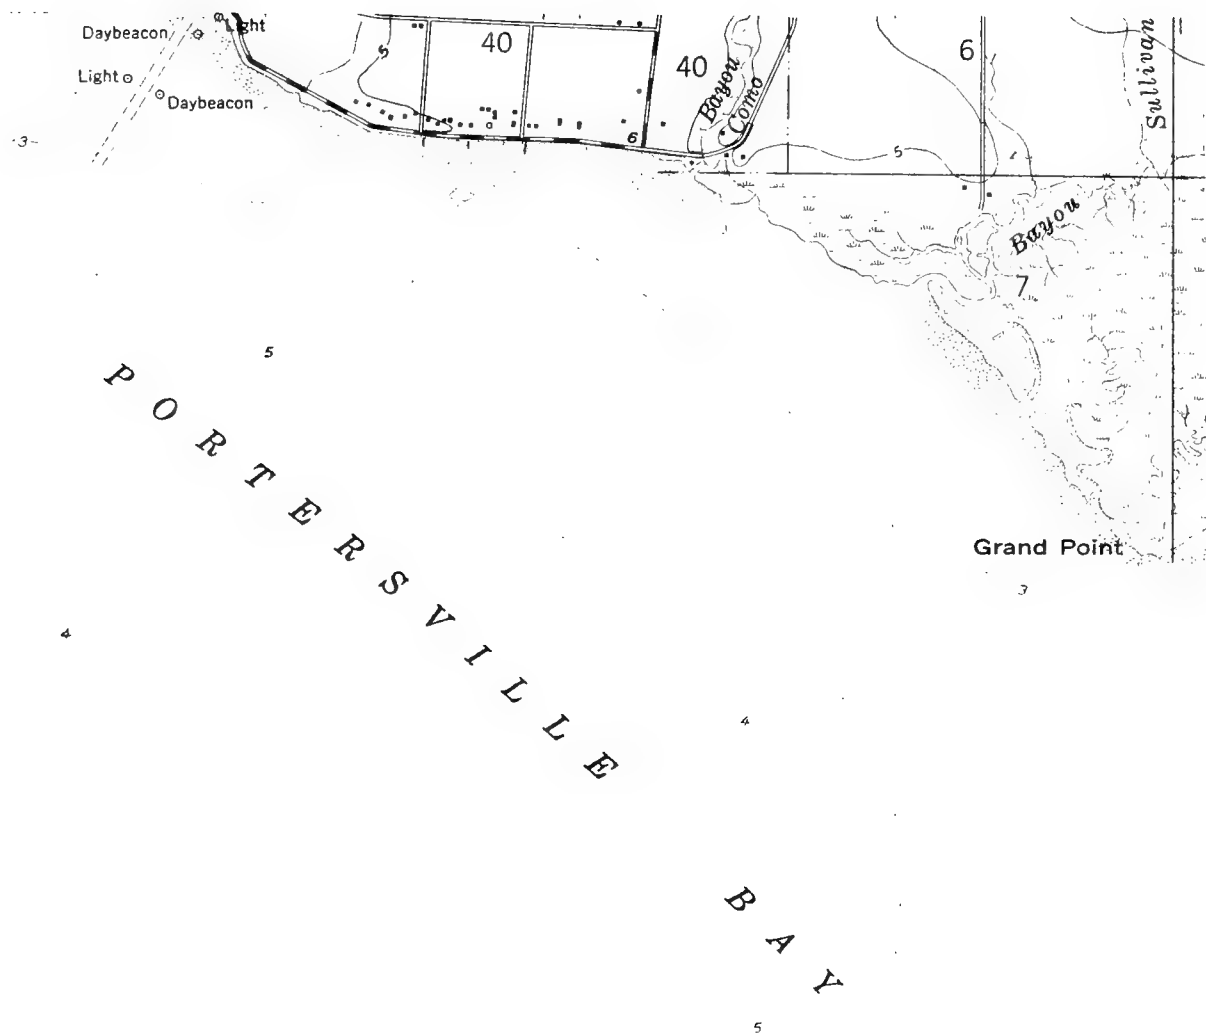 Light
Daybeacon
40
6
Sullivan
5
40
Light
Bayou
Como
Daybeacon
6
-3-
5
Bayou
7
5
PORTERSVILLE
Grand Point
3
4
4
BAY
5